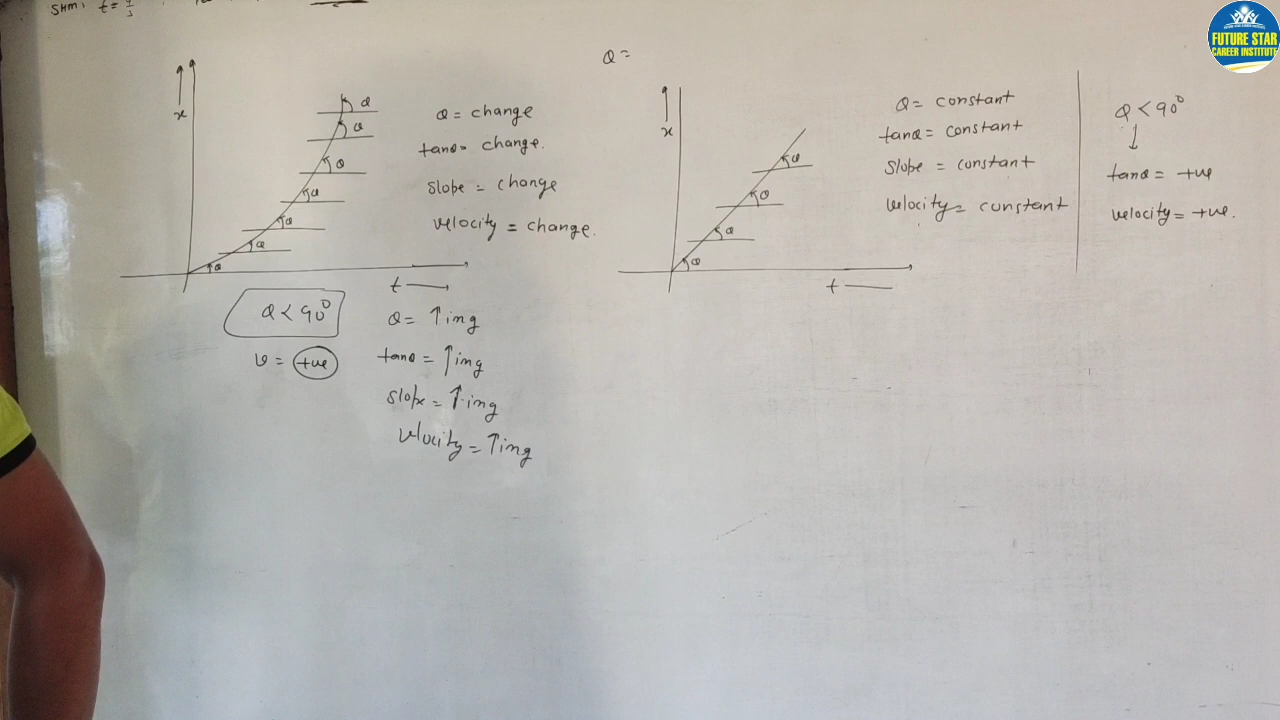 SHM, t =
x
θ
θ
θ
θ
θ
θ
θ
t
θ = change
tanθ = change.
slope = change
velocity = change.
θ < 90°
v = +ve
θ = ↑ing
tanθ = ↑ing
slope = ↑ing
velocity = ↑ing
θ =
x
θ
θ
θ
θ
t
θ = constant
tanθ = constant
slope = constant
velocity = constant
θ < 90°
↓
tanθ = +ve
velocity = +ve.
FUTURE STAR
CAREER INSTITUTE